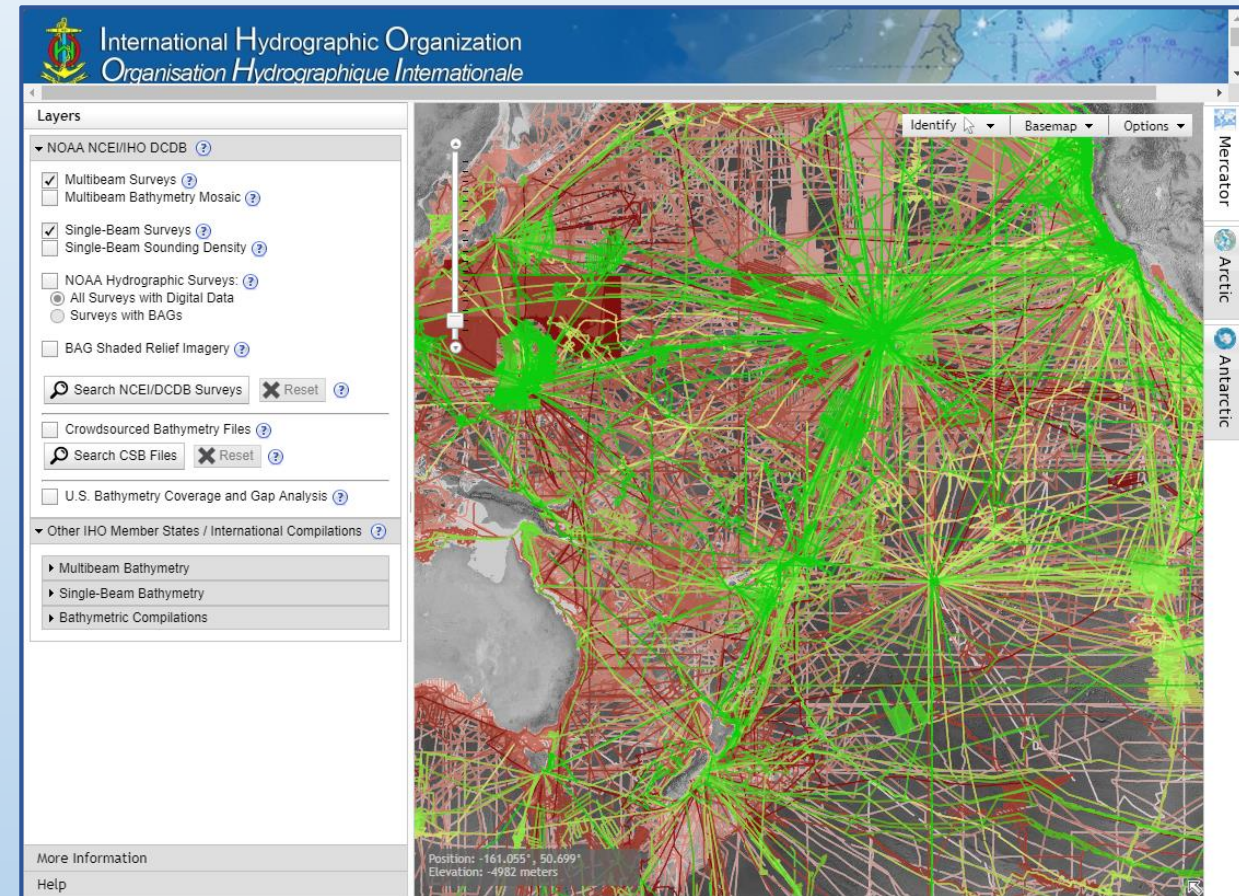 International Hydrographic Organization
Organisation Hydrographique Internationale
Layers
NOAA NCEI/IHO DCDB ?
Multibeam Surveys ?
Multibeam Bathymetry Mosaic ?
Single-Beam Surveys ?
Single-Beam Sounding Density ?
NOAA Hydrographic Surveys: ?
All Surveys with Digital Data
Surveys with BAGs
BAG Shaded Relief Imagery ?
Search NCEI/DCDB Surveys Reset ?
Crowdsourced Bathymetry Files ?
Search CSB Files Reset ?
U.S. Bathymetry Coverage and Gap Analysis ?
Other IHO Member States / International Compilations ?
Multibeam Bathymetry
Single-Beam Bathymetry
Bathymetric Compilations
More Information
Help
Identify Basemap Options
Mercator
Arctic
Antarctic
Position: -161.055°, 50.699°
Elevation: -4982 meters